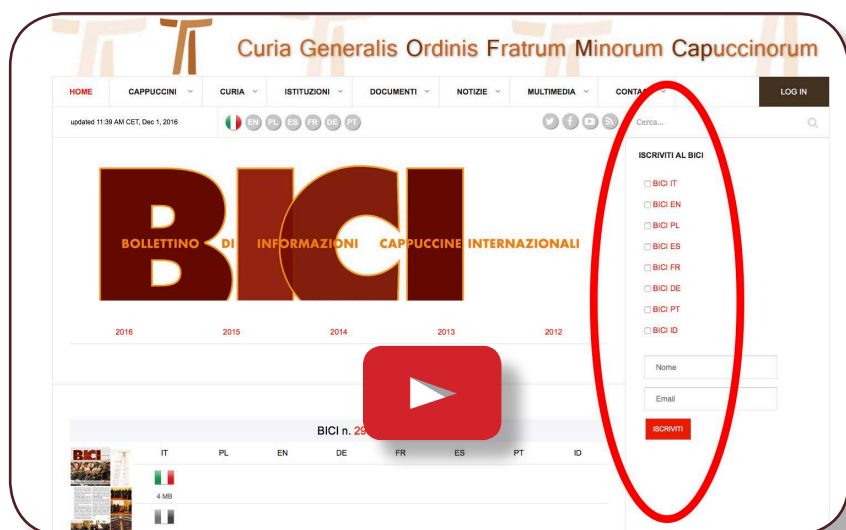 Curia Generalis Ordinis Fratrum Minorum Capuccinorum
HOME CAPPUCCINI CURIA ISTITUZIONI DOCUMENTI NOTIZIE MULTIMEDIA LOG IN
updated 11:39 AM CET, Dec 1, 2016 EN PL ES FR DE PT Cerca...
BICI
BOLLETTINO DI INFORMAZIONI CAPPUCCINE INTERNAZIONALI
2016 2015 2014 2013 2012
BICI n. 29
IT PL EN DE FR ES PT ID
BICI
4 MB
ISCRIVITI AL BICI
BICI IT
BICI EN
BICI PL
BICI ES
BICI FR
BICI DE
BICI PT
BICI ID
Nome
Email
ISCRIVITI